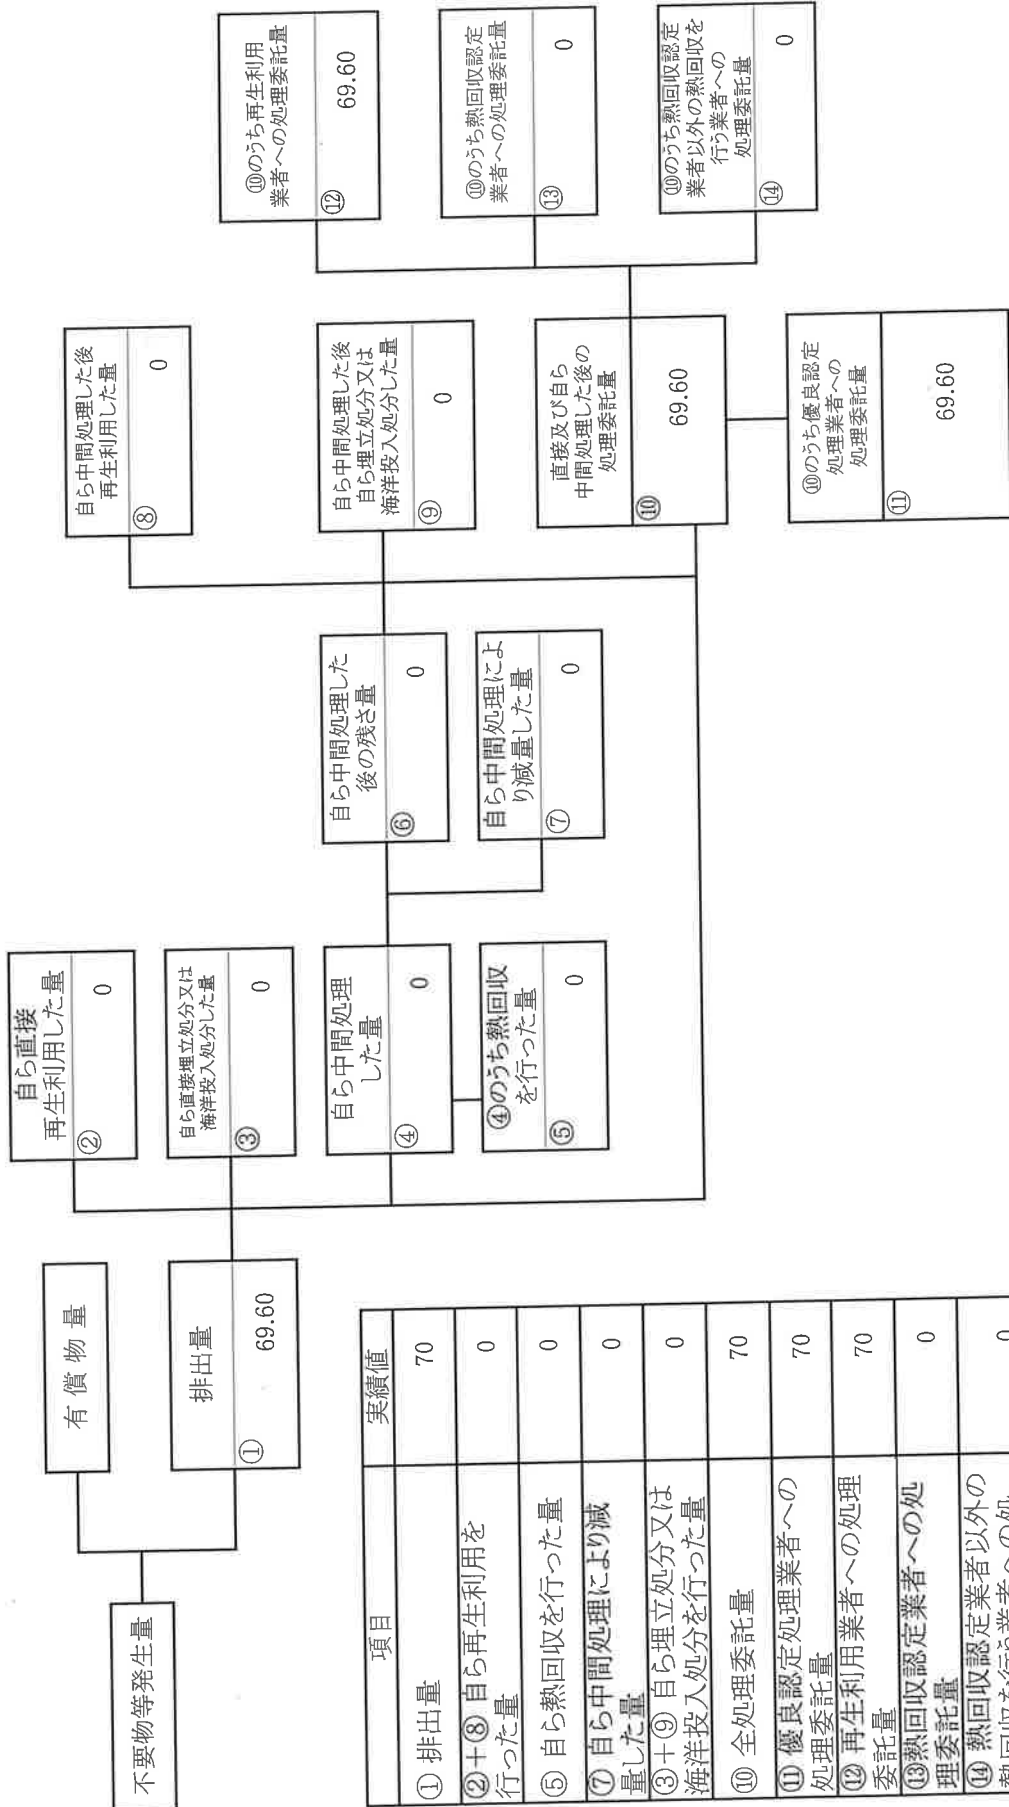 不要物等発生量
有償物量
排出量
①
69.60
自ら直接
再生利用した量
②
0
自ら直接埋立処分又は
海洋投入処分した量
③
0
自ら中間処理
した量
④
0
④のうち熱回収
を行った量
⑤
0
自ら中間処理した
後の残さ量
⑥
0
自ら中間処理によ
り減量した量
⑦
0
自ら中間処理した後
再生利用した量
⑧
0
自ら中間処理した後
自ら埋立処分又は
海洋投入処分した量
⑨
0
直接及び自ら
中間処理した後の
処理委託量
⑩
69.60
⑩のうち優良認定
処理業者への
処理委託量
⑪
69.60
⑩のうち再生利用
業者への処理委託量
⑫
69.60
⑩のうち熱回収認定
業者への処理委託量
⑬
0
⑩のうち熱回収認定
業者以外の熱回収を
行う業者への
処理委託量
⑭
0
項目 実績値
① 排出量 70
②+⑧ 自ら再生利用を
行った量 0
⑤ 自ら熱回収を行った量 0
⑦ 自ら中間処理により減
量した量 0
③+⑨ 自ら埋立処分又は
海洋投入処分を行った量 0
⑩ 全処理委託量 70
⑪ 優良認定処理業者への
処理委託量 70
⑫ 再生利用業者への処理
委託量 70
⑬熱回収認定業者への処
理委託量 0
⑭ 熱回収認定業者以外の
熱回収を行う業者への処 0